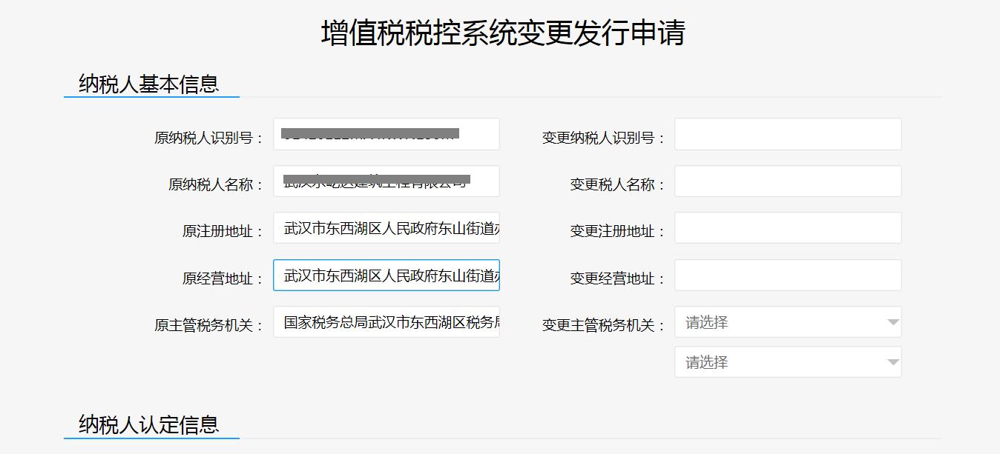 增值税税控系统变更发行申请
纳税人基本信息
原纳税人识别号： 变更纳税人识别号：
原纳税人名称： 变更税人名称：
原注册地址： 武汉市东西湖区人民政府东山街道 变更注册地址：
原经营地址： 武汉市东西湖区人民政府东山街道 变更经营地址：
原主管税务机关： 国家税务总局武汉市东西湖区税务局 变更主管税务机关： 请选择
请选择
纳税人认定信息